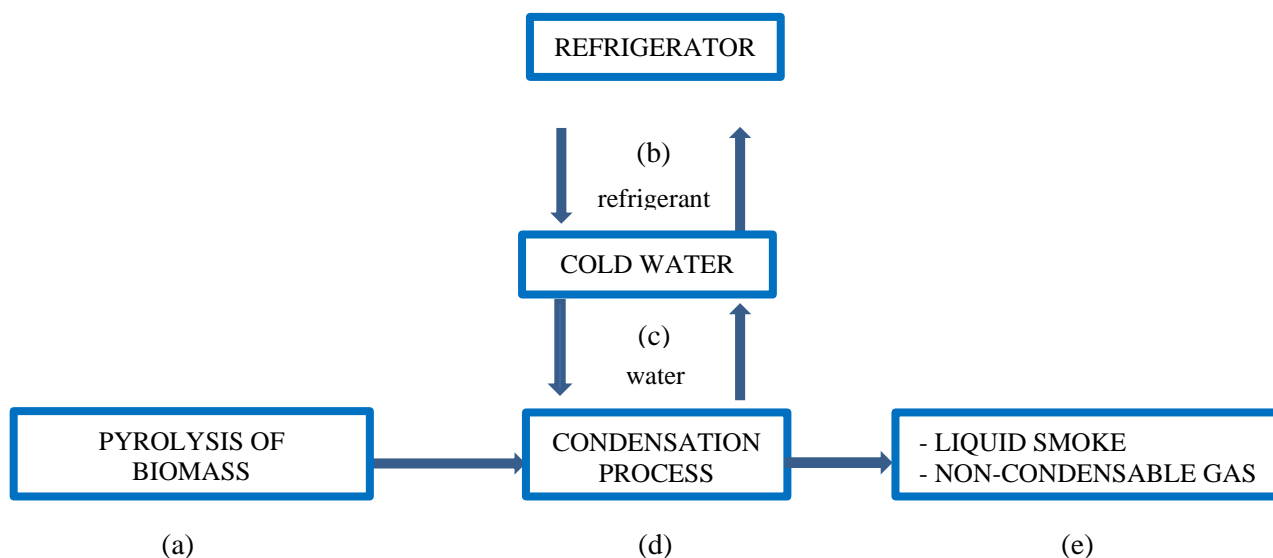 REFRIGERATOR
(b)
refrigerant
COLD WATER
(c)
water
PYROLYSIS OF
BIOMASS
CONDENSATION
PROCESS
- LIQUID SMOKE
- NON-CONDENSABLE GAS
(a)
(d)
(e)